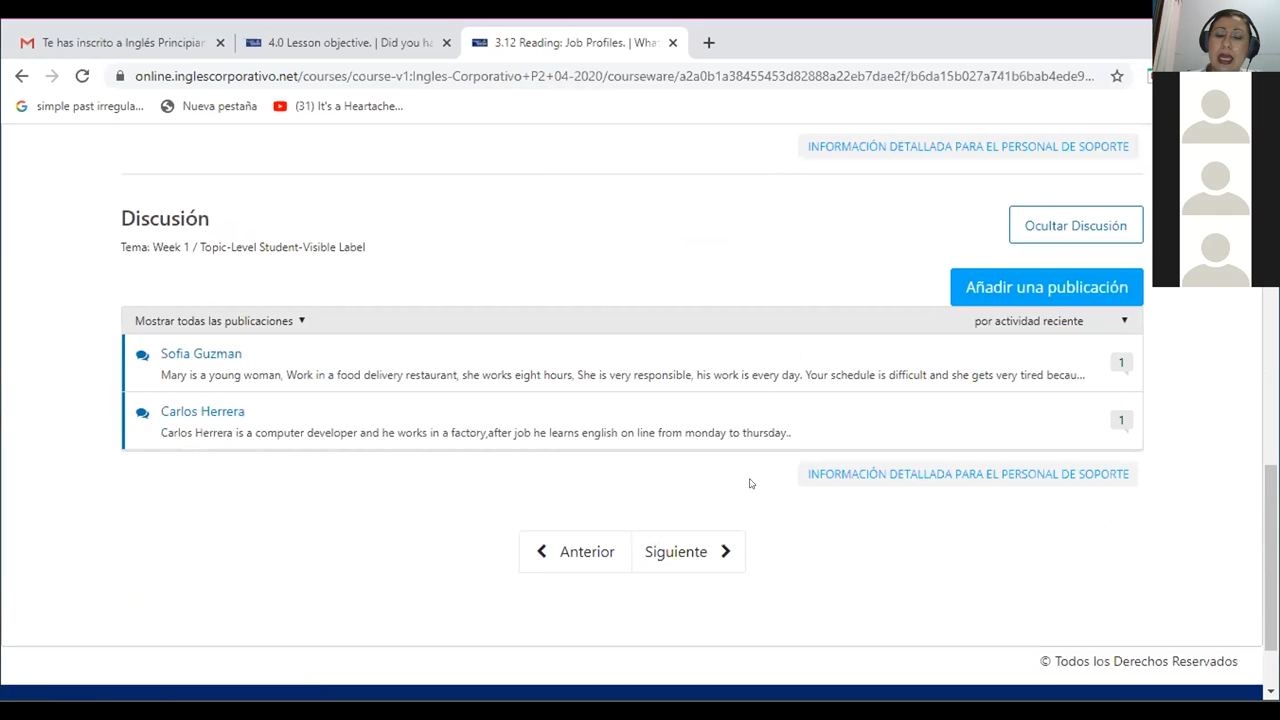 Te has inscrito a Inglés Principian
4.0 Lesson objective. | Did you ha
3.12 Reading: Job Profiles. | Wha
online.inglescorporativo.net/courses/course-v1:Ingles-Corporativo+P2+04-2020/courseware/a2a0b1a38455453d82888a22eb7dae2f/b6da15b027a741b6bab4ede9...
simple past irregula...
Nueva pestaña
(31) It's a Heartache...
INFORMACIÓN DETALLADA PARA EL PERSONAL DE SOPORTE
Discusión
Ocultar Discusión
Tema: Week 1 / Topic-Level Student-Visible Label
Añadir una publicación
Mostrar todas las publicaciones
por actividad reciente
Sofia Guzman
1
Mary is a young woman, Work in a food delivery restaurant, she works eight hours, She is very responsible, his work is every day. Your schedule is difficult and she gets very tired becau...
Carlos Herrera
1
Carlos Herrera is a computer developer and he works in a factory,after job he learns english on line from monday to thursday..
INFORMACIÓN DETALLADA PARA EL PERSONAL DE SOPORTE
Anterior
Siguiente
© Todos los Derechos Reservados